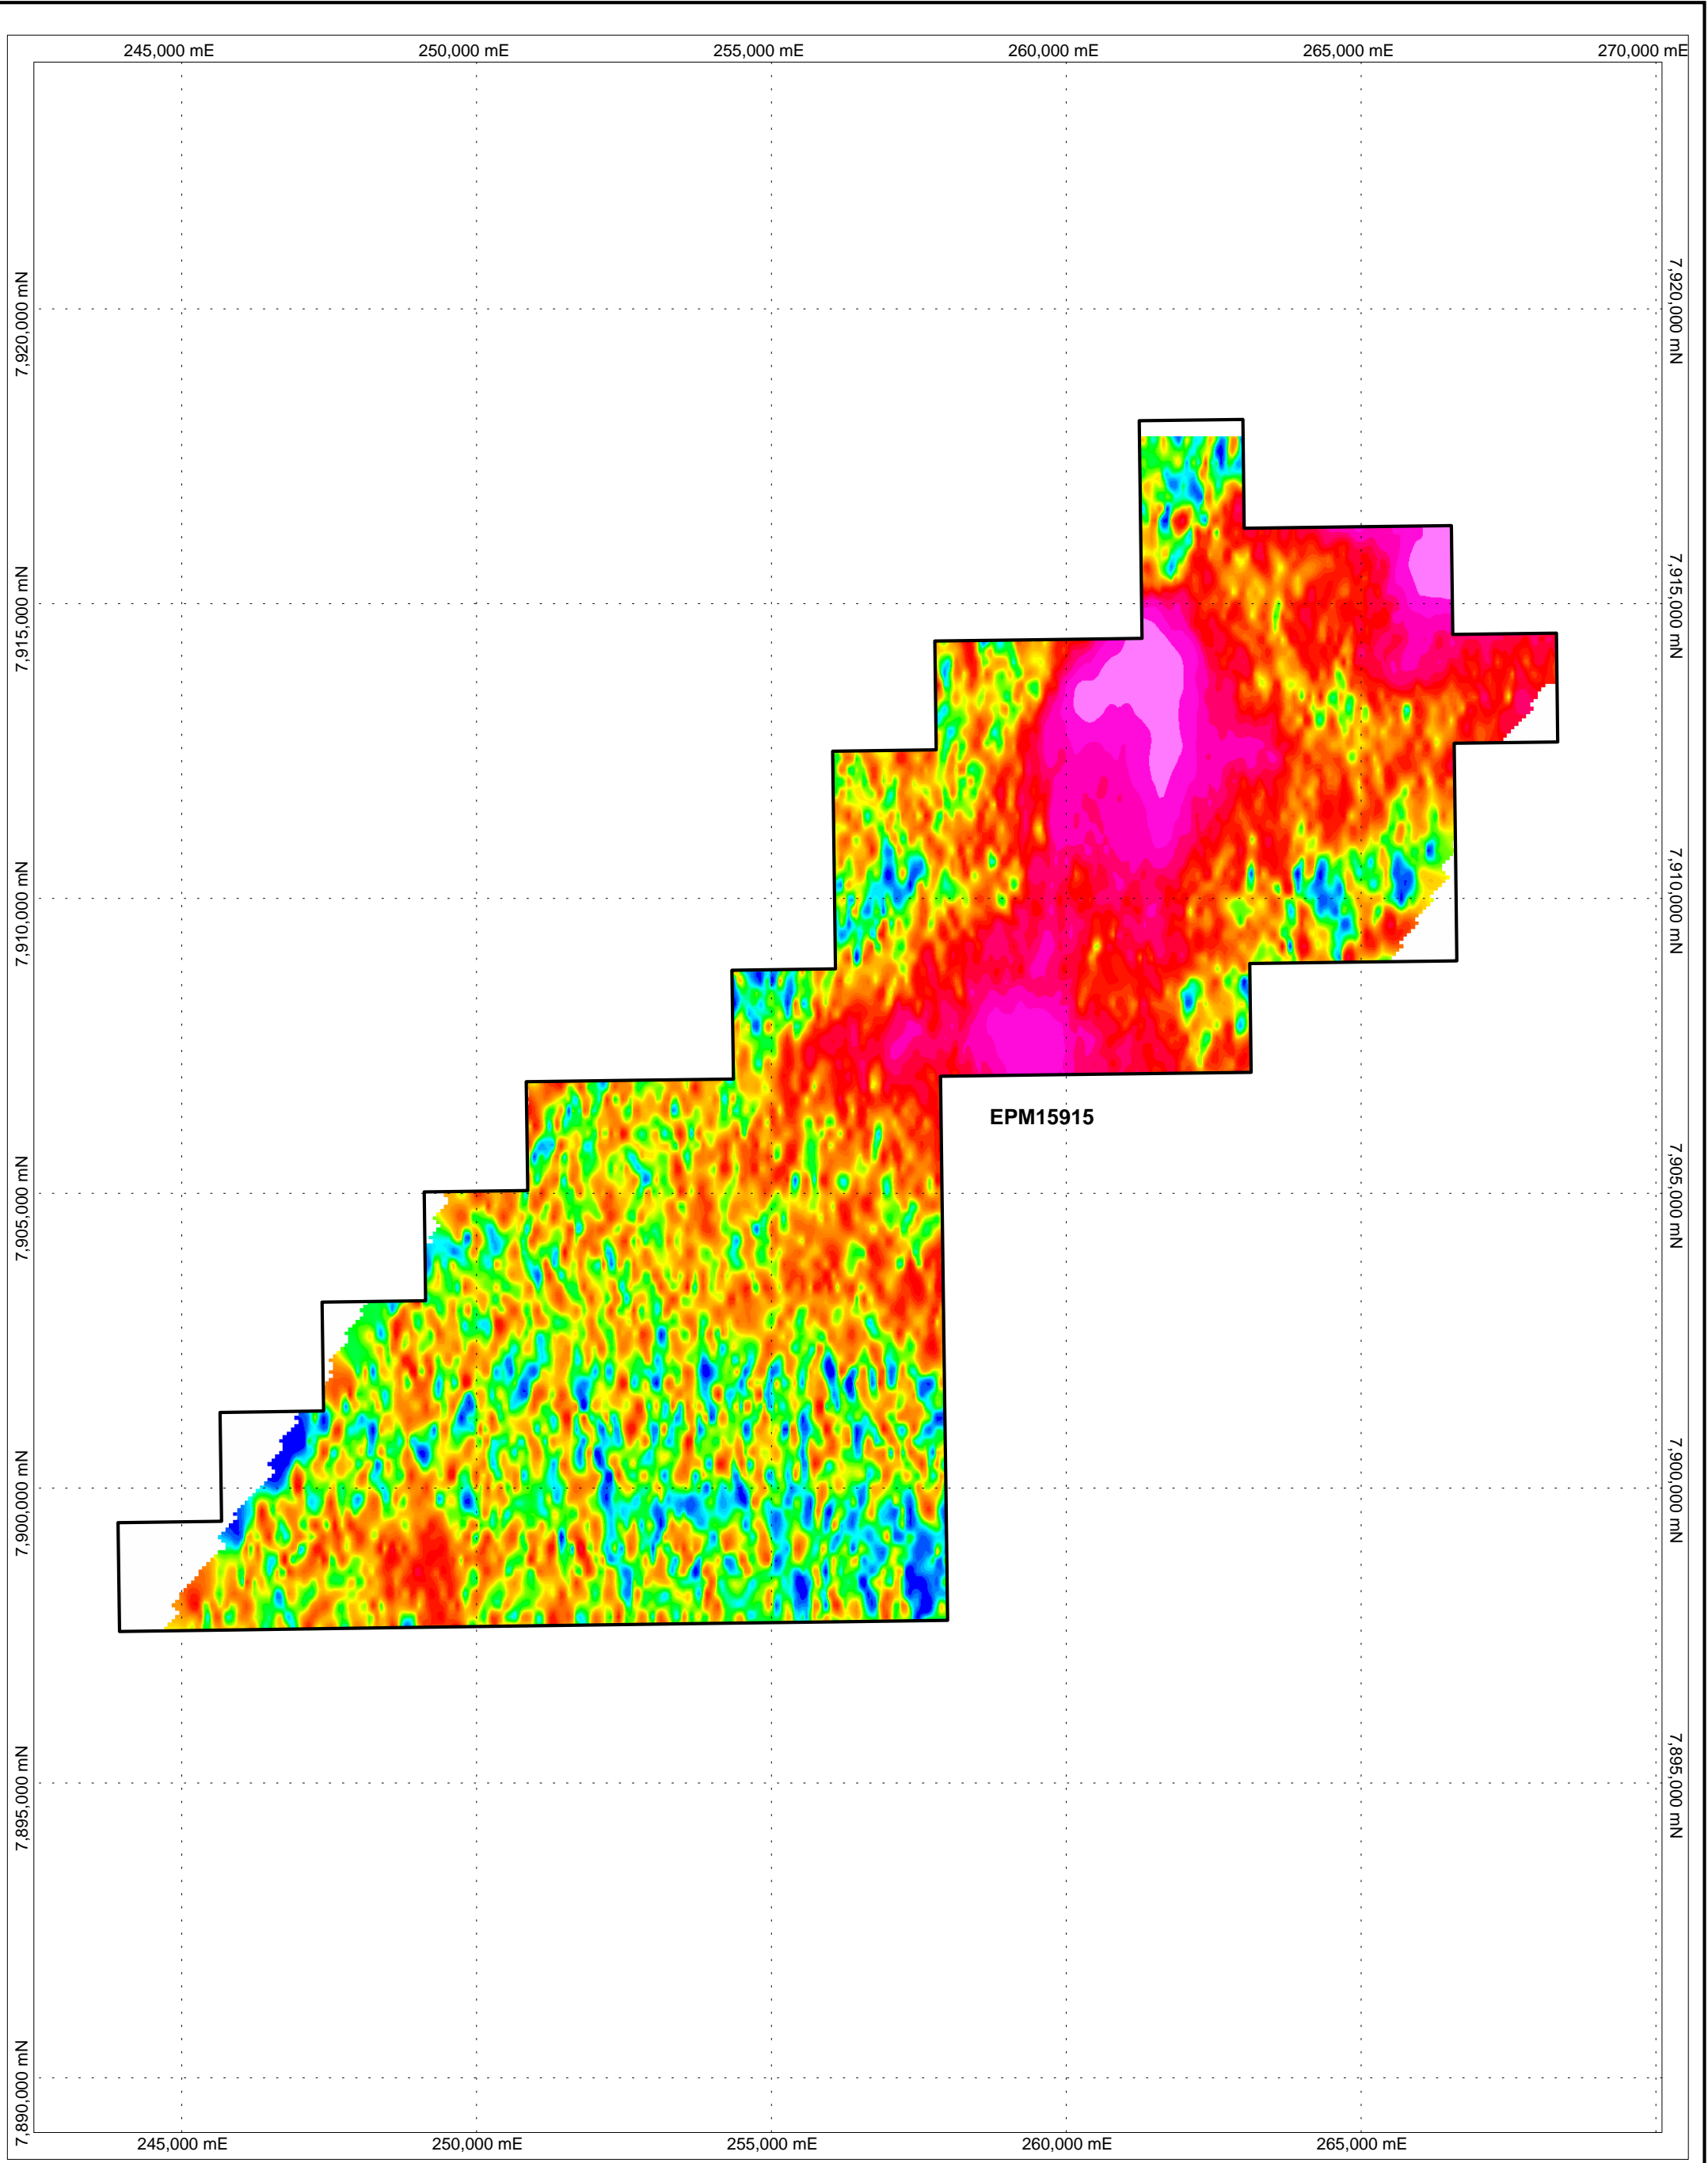 245,000 mE
250,000 mE
255,000 mE
260,000 mE
265,000 mE
270,000 mE
7,920,000 mN
7,920,000 mN
7,915,000 mN
7,915,000 mN
7,910,000 mN
7,910,000 mN
EPM15915
7,905,000 mN
7,905,000 mN
7,900,000 mN
7,900,000 mN
7,895,000 mN
7,895,000 mN
7,890,000 mN
245,000 mE
250,000 mE
255,000 mE
260,000 mE
265,000 mE